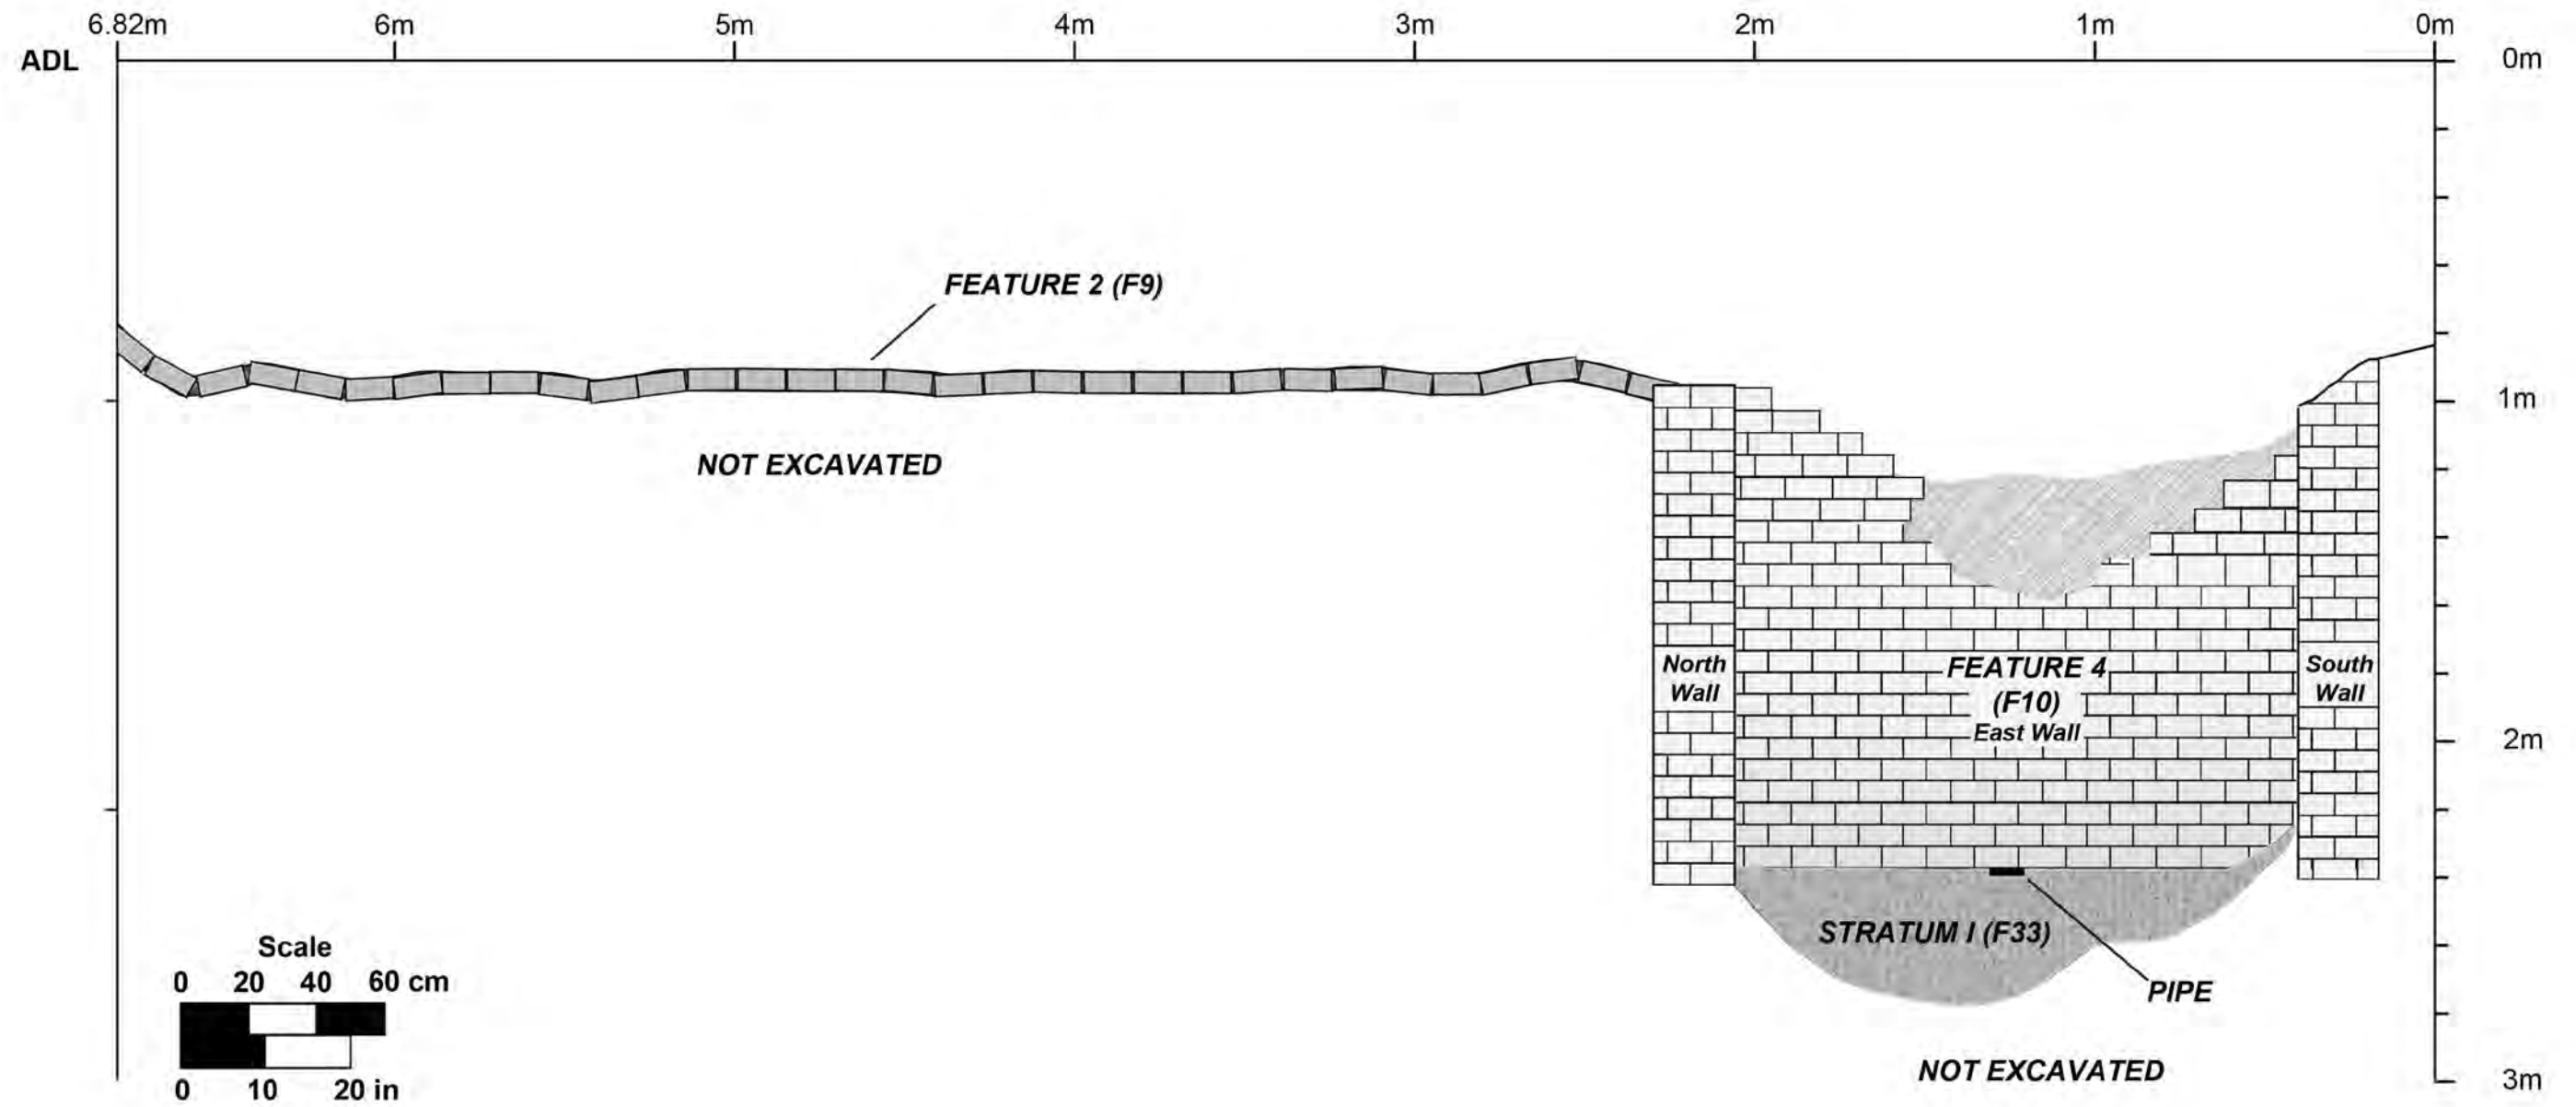 6.82m 6m 5m 4m 3m 2m 1m 0m
ADL 0m
FEATURE 2 (F9)
1m
NOT EXCAVATED
North
Wall
FEATURE 4
(F10)
East Wall
South
Wall
2m
STRATUM I (F33)
PIPE
Scale
0 20 40 60 cm
0 10 20 in
NOT EXCAVATED
3m